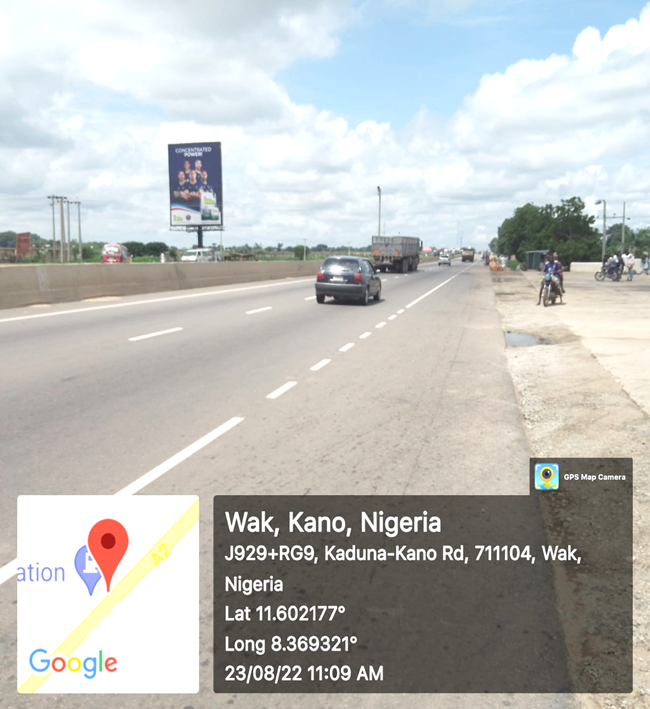 CONCENTRATED
POWER!
GPS Map Camera
Wak, Kano, Nigeria
J929+RG9, Kaduna-Kano Rd, 711104, Wak,
Nigeria
Lat 11.602177°
Long 8.369321°
23/08/22 11:09 AM
ation
A2
Google